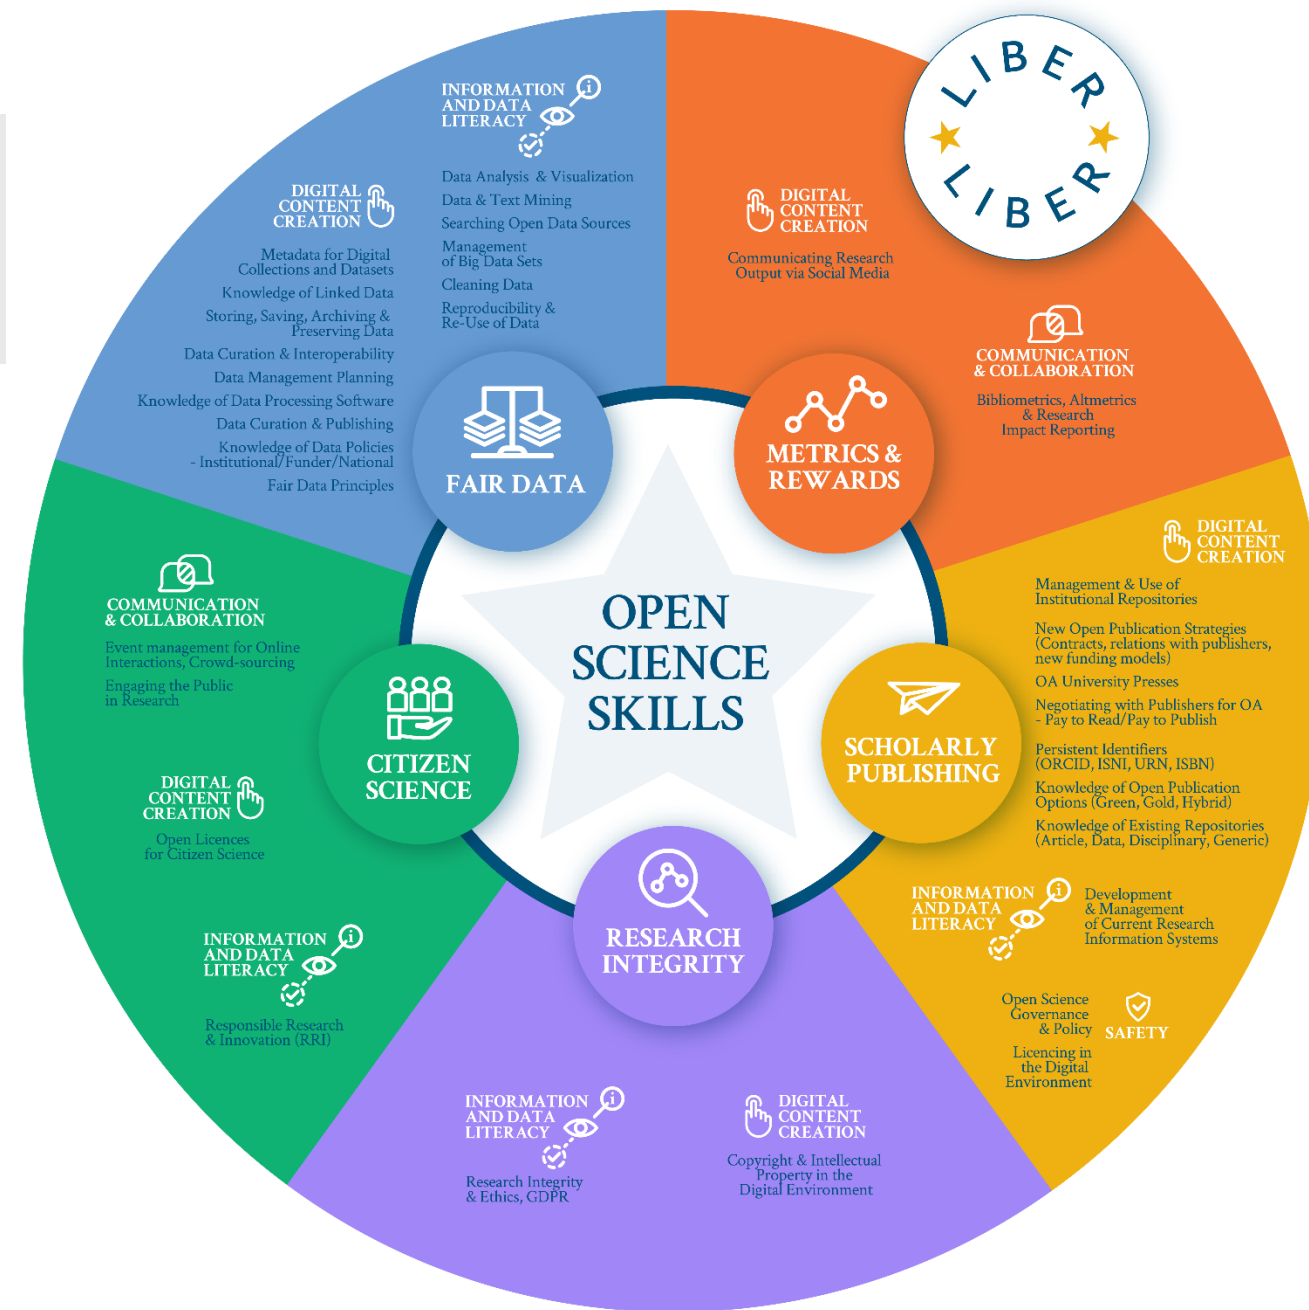 LIBER
LIBER
OPEN
SCIENCE
SKILLS
FAIR DATA
INFORMATION
AND DATA
LITERACY
Data Analysis & Visualization
Data & Text Mining
Searching Open Data Sources
Management
of Big Data Sets
Cleaning Data
Reproducibility &
Re-Use of Data
DIGITAL
CONTENT
CREATION
Metadata for Digital
Collections and Datasets
Knowledge of Linked Data
Storing, Saving, Archiving &
Preserving Data
Data Curation & Interoperability
Data Management Planning
Knowledge of Data Processing Software
Data Curation & Publishing
Knowledge of Data Policies
- Institutional/Funder/National
Fair Data Principles
METRICS &
REWARDS
DIGITAL
CONTENT
CREATION
Communicating Research
Output via Social Media
COMMUNICATION
& COLLABORATION
Bibliometrics, Altmetrics
& Research
Impact Reporting
SCHOLARLY
PUBLISHING
DIGITAL
CONTENT
CREATION
Management & Use of
Institutional Repositories
New Open Publication Strategies
(Contracts, relations with publishers,
new funding models)
OA University Presses
Negotiating with Publishers for OA
- Pay to Read/Pay to Publish
Persistent Identifiers
(ORCID, ISNI, URN, ISBN)
Knowledge of Open Publication
Options (Green, Gold, Hybrid)
Knowledge of Existing Repositories
(Article, Data, Disciplinary, Generic)
INFORMATION
AND DATA
LITERACY
Development
& Management
of Current Research
Information Systems
Open Science
Governance
& Policy
Licencing in
the Digital
Environment
SAFETY
RESEARCH
INTEGRITY
INFORMATION
AND DATA
LITERACY
Research Integrity
& Ethics, GDPR
DIGITAL
CONTENT
CREATION
Copyright & Intellectual
Property in the
Digital Environment
CITIZEN
SCIENCE
COMMUNICATION
& COLLABORATION
Event management for Online
Interactions, Crowd-sourcing
Engaging the Public
in Research
DIGITAL
CONTENT
CREATION
Open Licences
for Citizen Science
INFORMATION
AND DATA
LITERACY
Responsible Research
& Innovation (RRI)